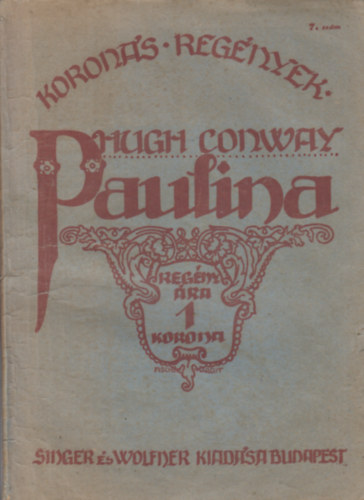 7. szám
KORONÁS · REGÉNYEK ·
HUGH CONWAY
Paulina
REGÉNY
ÁRA
1
KORONA
SINGER ÉS WOLFNER KIADÁSA BUDAPEST